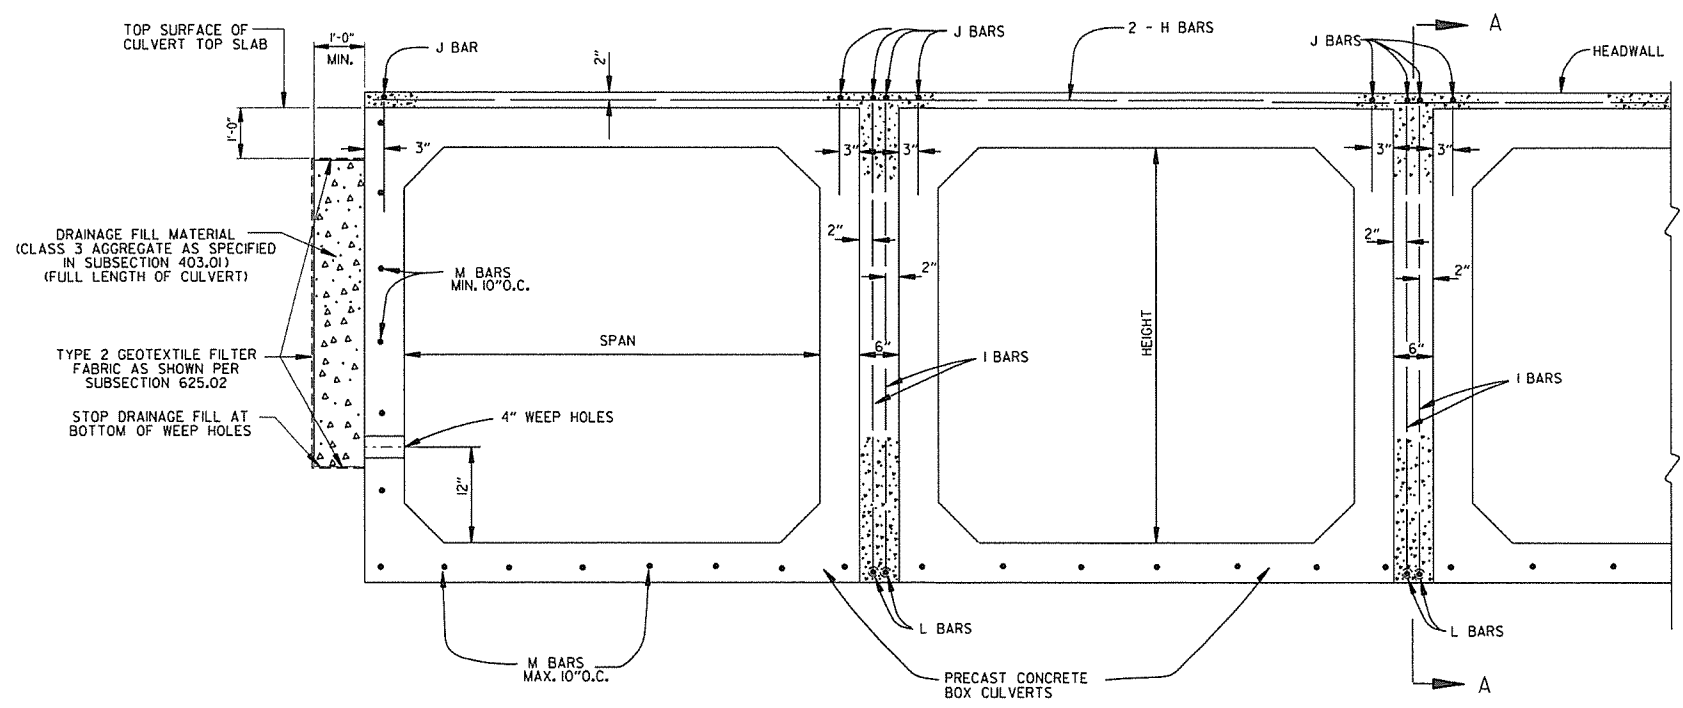 TOP SURFACE OF
CULVERT TOP SLAB
1'-0"
MIN.
J BAR
2"
J BARS
2 - H BARS
J BARS
A
HEADWALL
1'-0"
3"
3"
3"
3"
3"
DRAINAGE FILL MATERIAL
(CLASS 3 AGGREGATE AS SPECIFIED
IN SUBSECTION 403.01)
(FULL LENGTH OF CULVERT)
M BARS
MIN. 10"O.C.
2"
2"
2"
2"
TYPE 2 GEOTEXTILE FILTER
FABRIC AS SHOWN PER
SUBSECTION 625.02
SPAN
HEIGHT
6"
I BARS
6"
I BARS
STOP DRAINAGE FILL AT
BOTTOM OF WEEP HOLES
4" WEEP HOLES
12"
L BARS
L BARS
M BARS
MAX. 10"O.C.
PRECAST CONCRETE
BOX CULVERTS
A